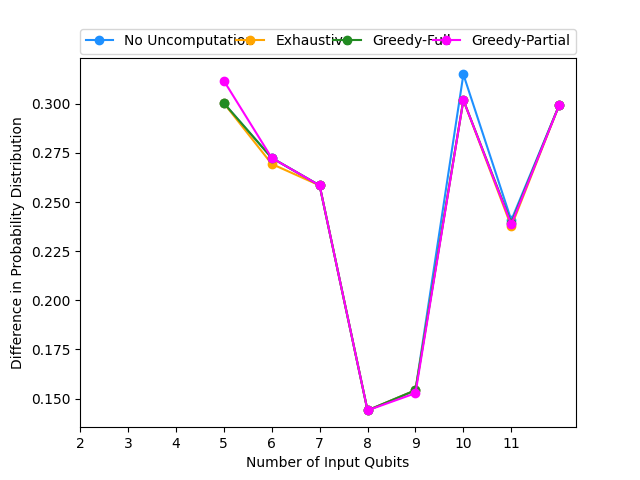 No Uncomputation Exhaustive Greedy-Full Greedy-Partial
Difference in Probability Distribution
0.300
0.275
0.250
0.225
0.200
0.175
0.150
2 3 4 5 6 7 8 9 10 11
Number of Input Qubits